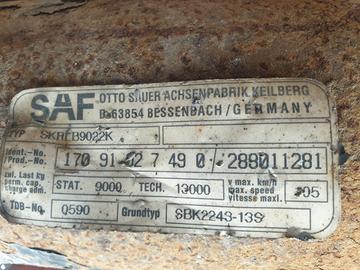 SAF OTTO SAUER ACHSENFABRIK KEILBERG
D-63854 BESSENBACH/GERMANY
TYP SKRFB9022K
Ident.-No./ Prod.-No. 170 91 02 7 49 0 288011281
zul. Last kg perm. cap. charge adm. STAT. 9000 TECH. 13000 v max. km/h max. speed vitesse maxi. 105
TDB-No. 0590 Grundtyp SBK2243-13S